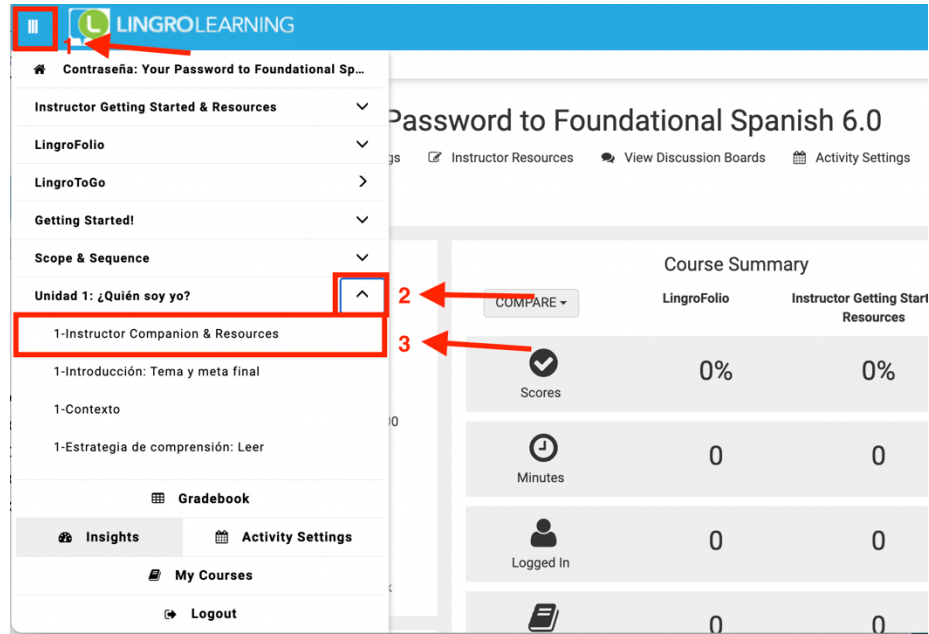 LINGROLEARNING
1
Contraseña: Your Password to Foundational Sp...
Instructor Getting Started & Resources
LingroFolio
LingroToGo
Getting Started!
Scope & Sequence
Unidad 1: ¿Quién soy yo?
2
1-Instructor Companion & Resources
3
1-Introducción: Tema y meta final
1-Contexto
1-Estrategia de comprensión: Leer
Gradebook
Insights Activity Settings
My Courses
Logout
Password to Foundational Spanish 6.0
Instructor Resources View Discussion Boards Activity Settings
Course Summary
COMPARE LingroFolio Instructor Getting Start
Resources
Scores 0% 0%
Minutes 0 0
Logged In 0 0
0 0